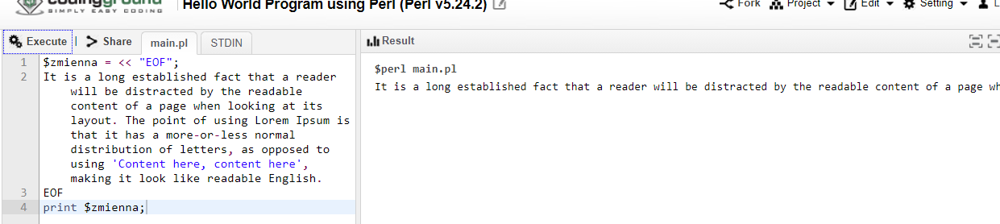 codingground
SIMPLY EASY CODING
Hello World Program using Perl (Perl v5.24.2)
Fork Project Edit Setting
Execute | Share main.pl STDIN
Result
1 $zmienna = << "EOF";
2 It is a long established fact that a reader
will be distracted by the readable
content of a page when looking at its
layout. The point of using Lorem Ipsum is
that it has a more-or-less normal
distribution of letters, as opposed to
using 'Content here, content here',
making it look like readable English.
3 EOF
4 print $zmienna;
$perl main.pl
It is a long established fact that a reader will be distracted by the readable content of a page wh